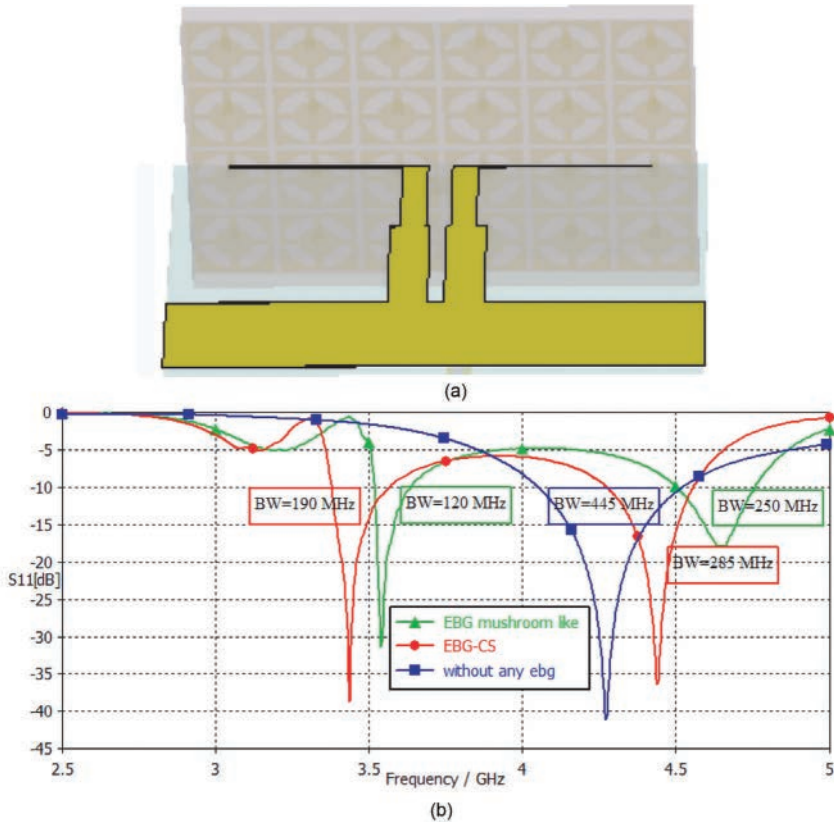 (a)
0
-5
-10
-15
-20
-25
-30
-35
-40
-45
S11[dB]
BW=190 MHz
BW=120 MHz
BW=445 MHz
BW=250 MHz
BW=285 MHz
EBG mushroom like
EBG-CS
without any ebg
2.5
3
3.5
4
4.5
5
Frequency / GHz
(b)